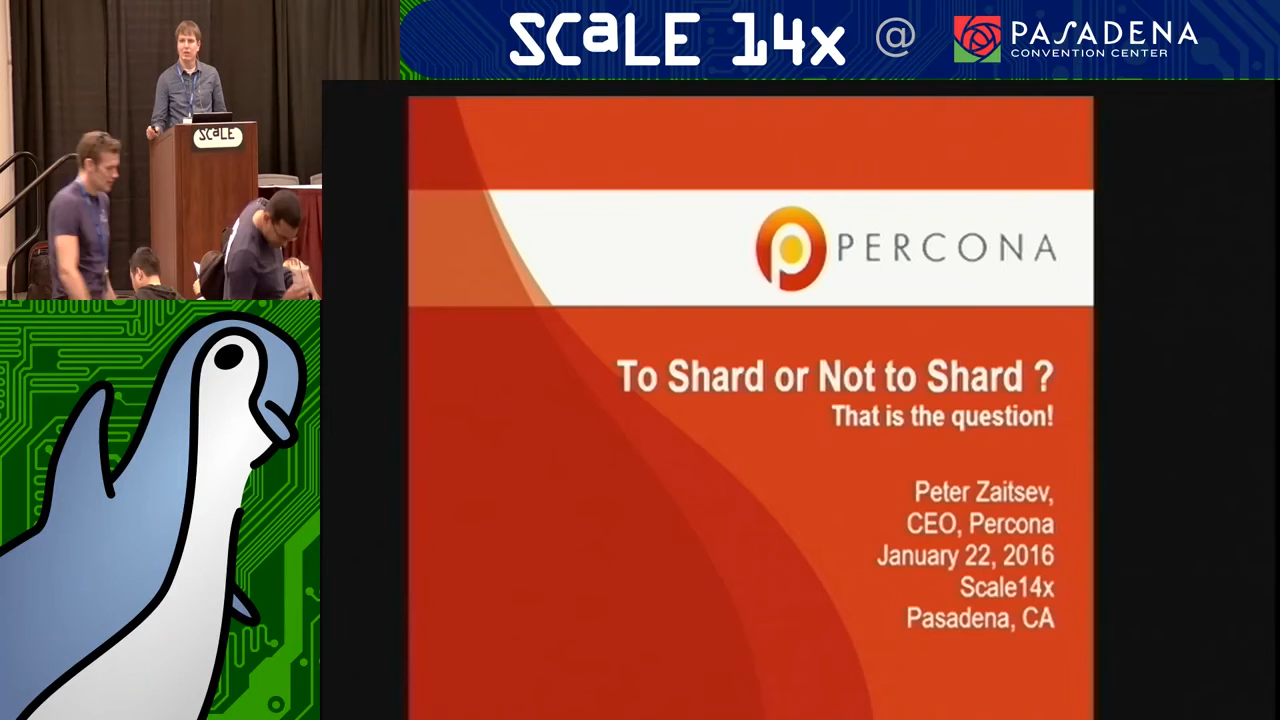 SCALE 14x @ PASADENA
CONVENTION CENTER
SCALE
PERCONA
To Shard or Not to Shard ?
That is the question!
Peter Zaitsev,
CEO, Percona
January 22, 2016
Scale14x
Pasadena, CA